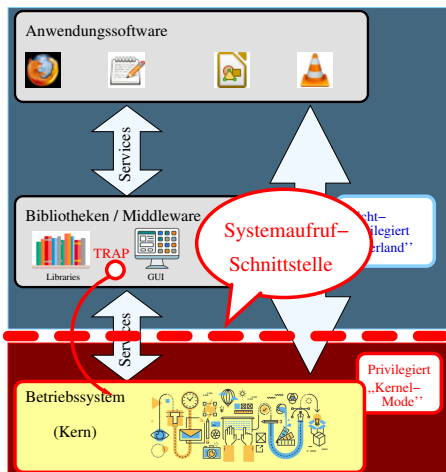 Anwendungssoftware
Services
Bibliotheken / Middleware
TRAP
Libraries
GUI
Systemaufruf–
Schnittstelle
Services
Privilegiert
„Kernel–
Mode’’
Betriebssystem
(Kern)